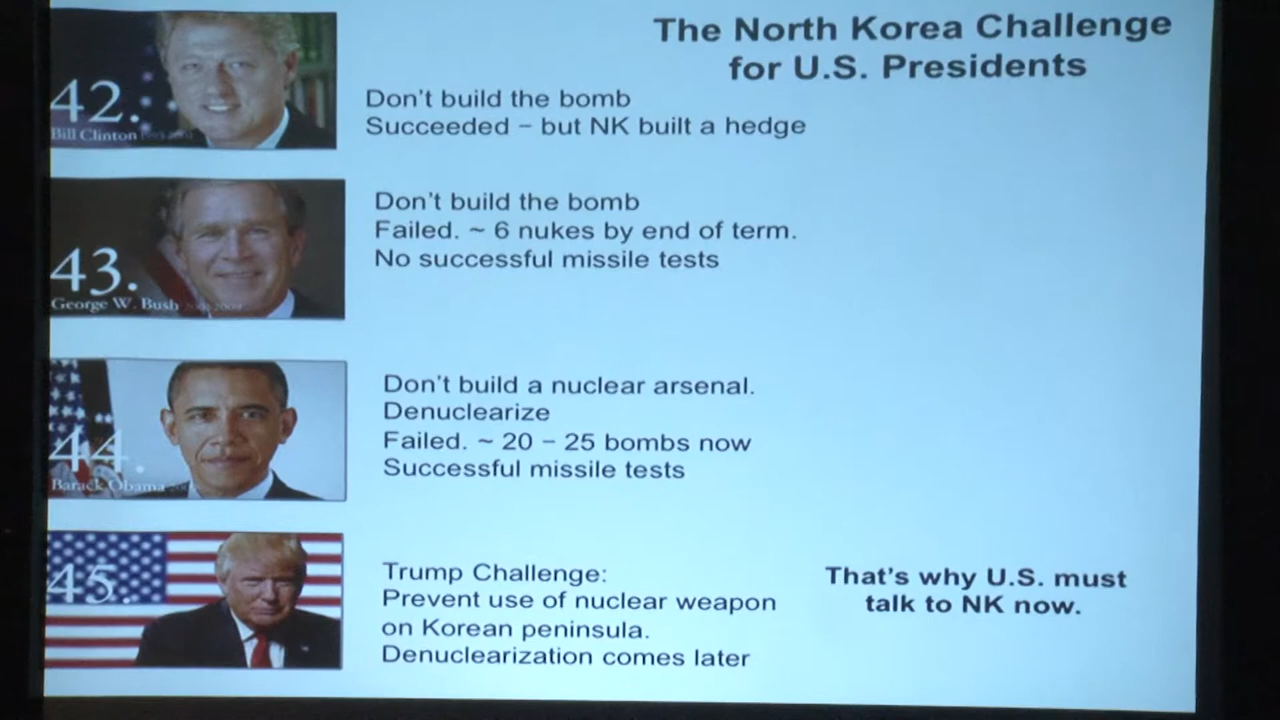 The North Korea Challenge
for U.S. Presidents
42.
Bill Clinton
Don't build the bomb
Succeeded – but NK built a hedge
43.
George W. Bush
Don't build the bomb
Failed. ~ 6 nukes by end of term.
No successful missile tests
44.
Barack Obama
Don't build a nuclear arsenal.
Denuclearize
Failed. ~ 20 – 25 bombs now
Successful missile tests
45.
Trump Challenge:
Prevent use of nuclear weapon
on Korean peninsula.
Denuclearization comes later
That's why U.S. must
talk to NK now.